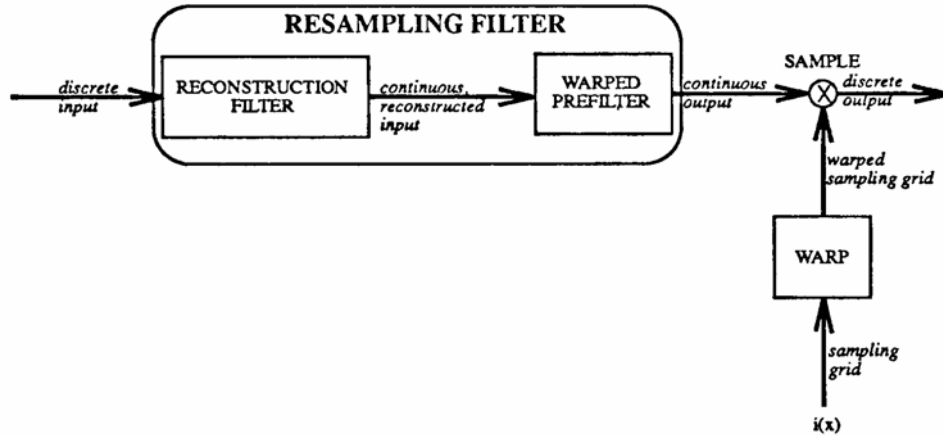 RESAMPLING FILTER
discrete
input
RECONSTRUCTION
FILTER
continuous,
reconstructed
input
WARPED
PREFILTER
continuous
output
SAMPLE
X
discrete
output
warped
sampling grid
WARP
sampling
grid
i(x)